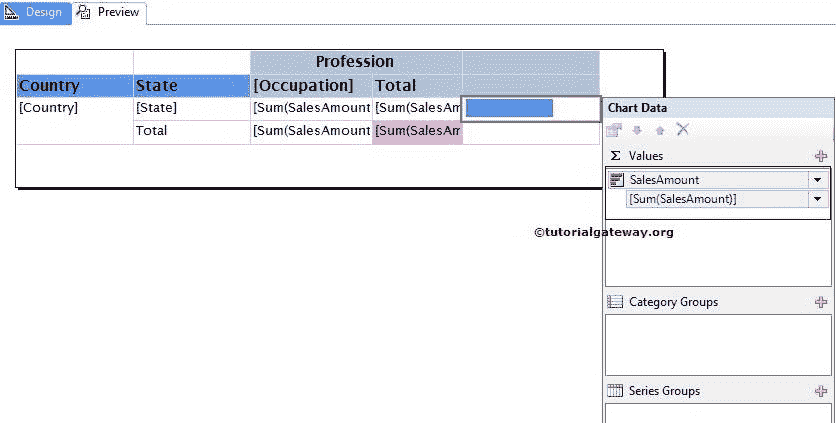 Design Preview
Profession
Country State [Occupation] Total
[Country] [State] [Sum(SalesAmount [Sum(SalesAm
Total [Sum(SalesAmount [Sum(SalesAm
Chart Data
Σ Values
SalesAmount
[Sum(SalesAmount)]
©tutorialgateway.org
Category Groups
Series Groups